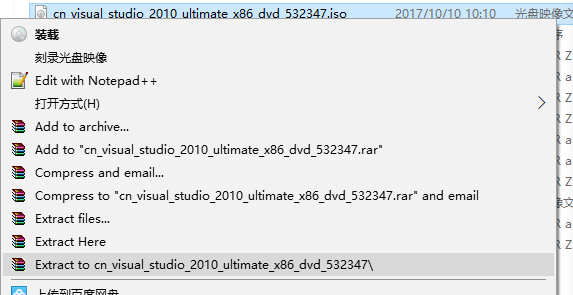 cn_visual_studio_2010_ultimate_x86_dvd_532347.iso 2017/10/10 10:10 光盘映像文
装载
刻录光盘映像
Edit with Notepad++
打开方式(H)
Add to archive...
Add to "cn_visual_studio_2010_ultimate_x86_dvd_532347.rar"
Compress and email...
Compress to "cn_visual_studio_2010_ultimate_x86_dvd_532347.rar" and email
Extract files...
Extract Here
Extract to cn_visual_studio_2010_ultimate_x86_dvd_532347\
上传到百度网盘